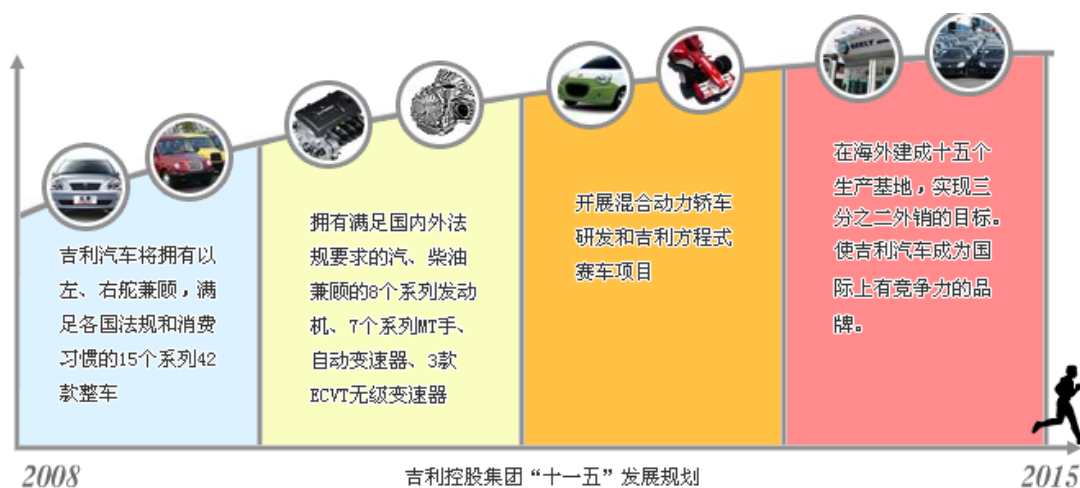 吉利汽车将拥有以
左、右舵兼顾，满
足各国法规和消费
习惯的15个系列42
款整车
拥有满足国内外法
规要求的汽、柴油
兼顾的8个系列发动
机、7个系列MT手、
自动变速器、3款
ECVT无级变速器
开展混合动力轿车
研发和吉利方程式
赛车项目
在海外建成十五个
生产基地，实现三
分之二外销的目标。
使吉利汽车成为国
际上有竞争力的品
牌。
GEELY
2008
吉利控股集团“十一五”发展规划
2015